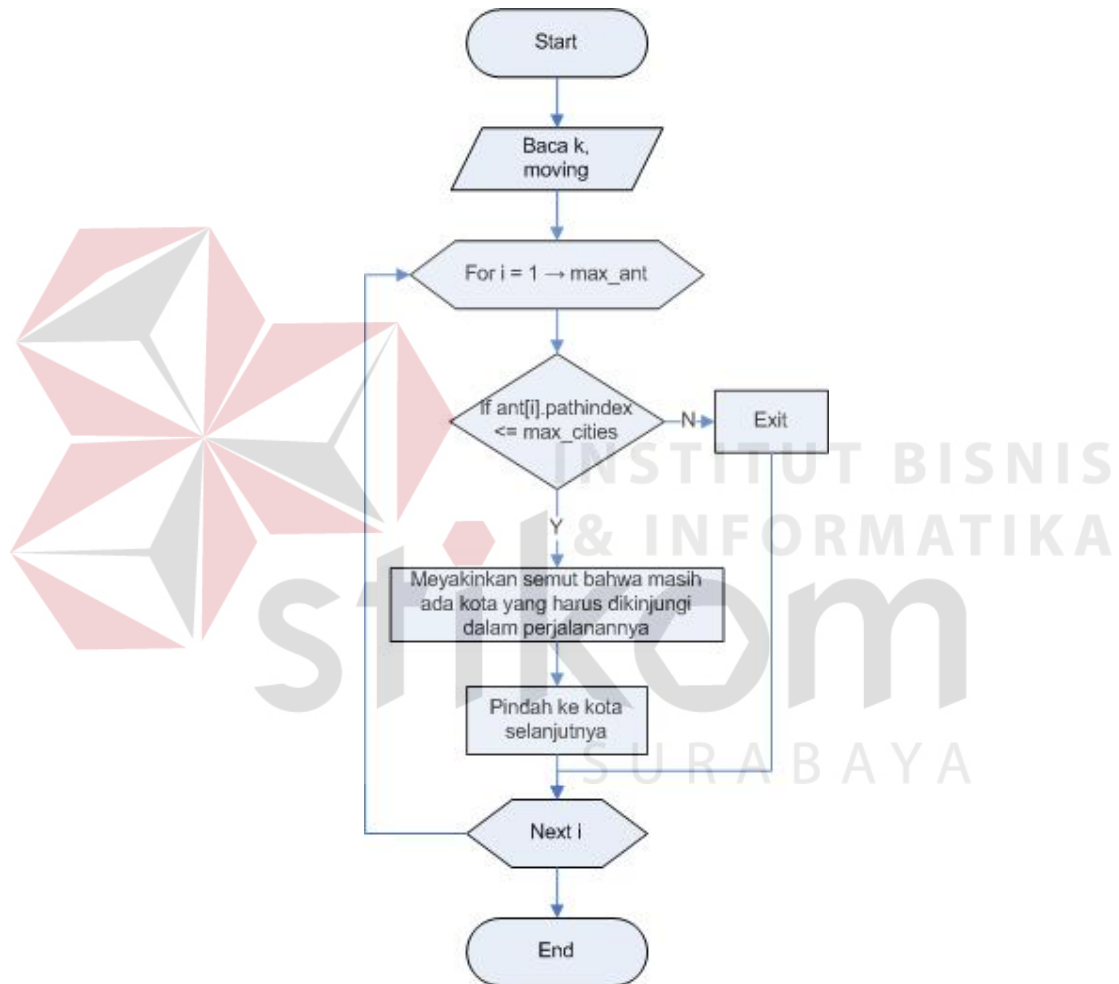 Start
Baca k,
moving
For i = 1 → max_ant
If ant[i].pathindex
<= max_cities
N
Exit
Y
Meyakinkan semut bahwa masih
ada kota yang harus dikinjungi
dalam perjalanannya
Pindah ke kota
selanjutnya
Next i
End
INSTITUT BISNIS
& INFORMATIKA
stikom
SURABAYA